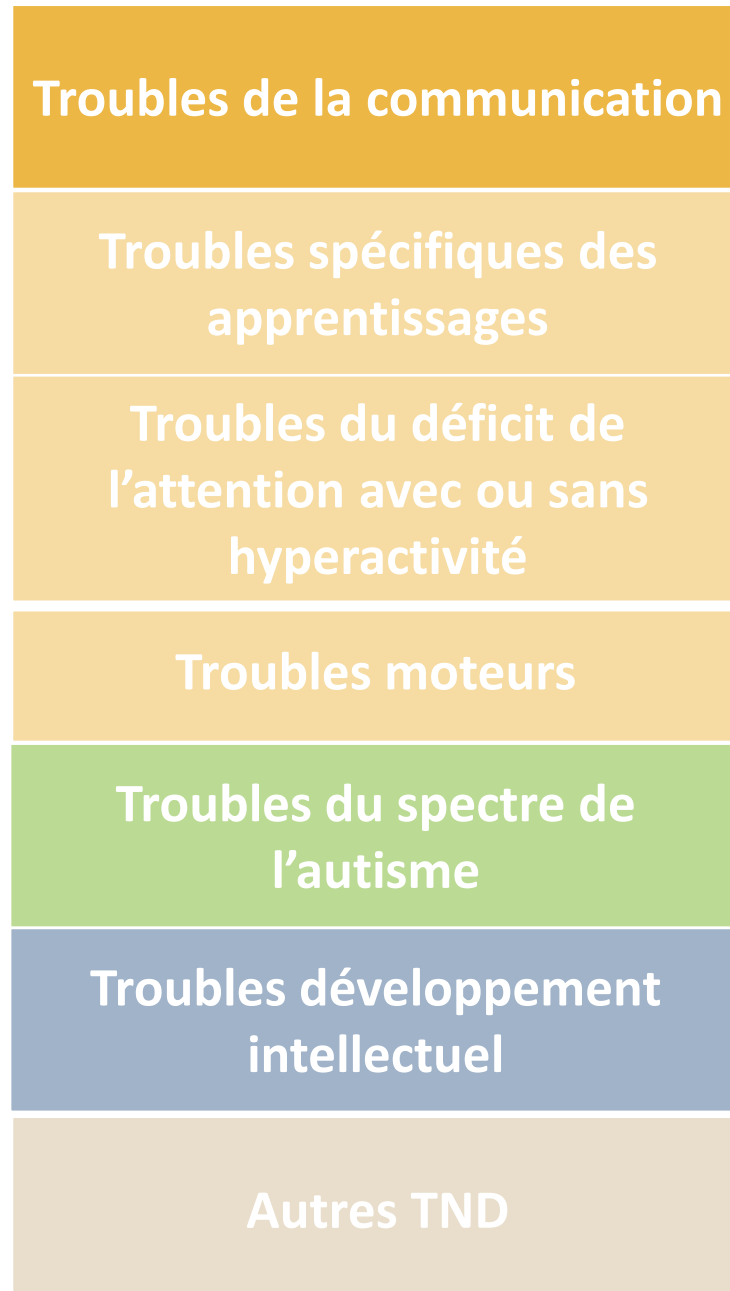 Troubles de la communication
Troubles spécifiques des
apprentissages
Troubles du déficit de
l’attention avec ou sans
hyperactivité
Troubles moteurs
Troubles du spectre de
l’autisme
Troubles développement
intellectuel
Autres TND